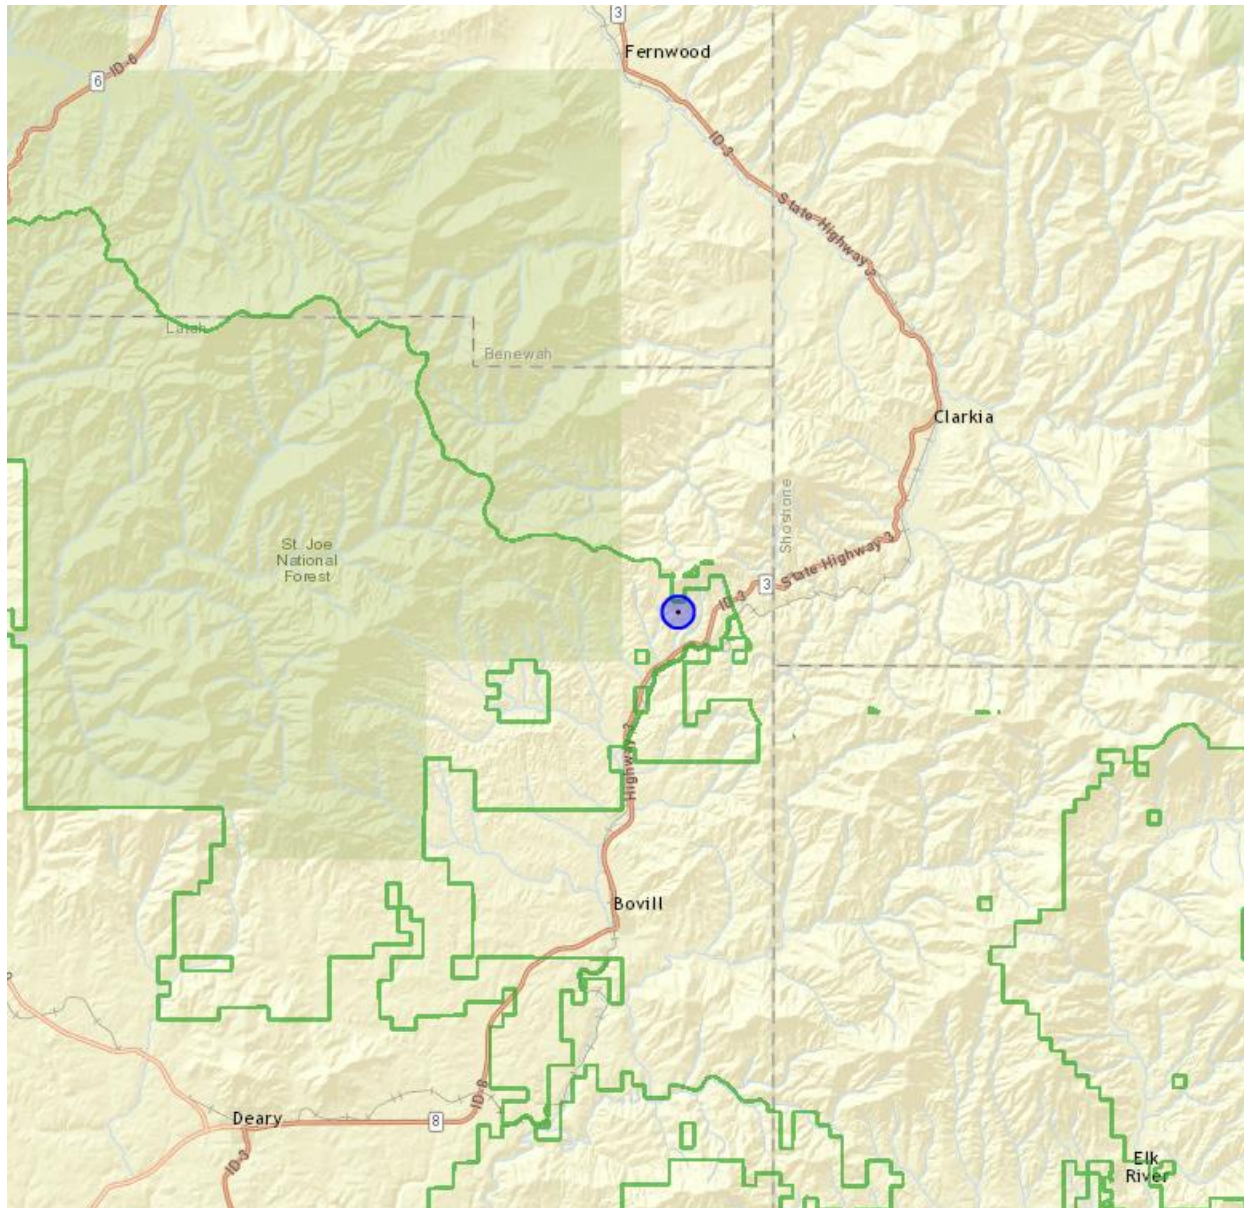 3
Fernwood
6
ID-6
ID-3
State Highway 3
Latah
Benewah
Clarkia
Shoshone
St. Joe
National
Forest
State Highway 3
3
ID-3
Highway 3
Bovill
ID-8
Deary
8
ID-3
Elk
River